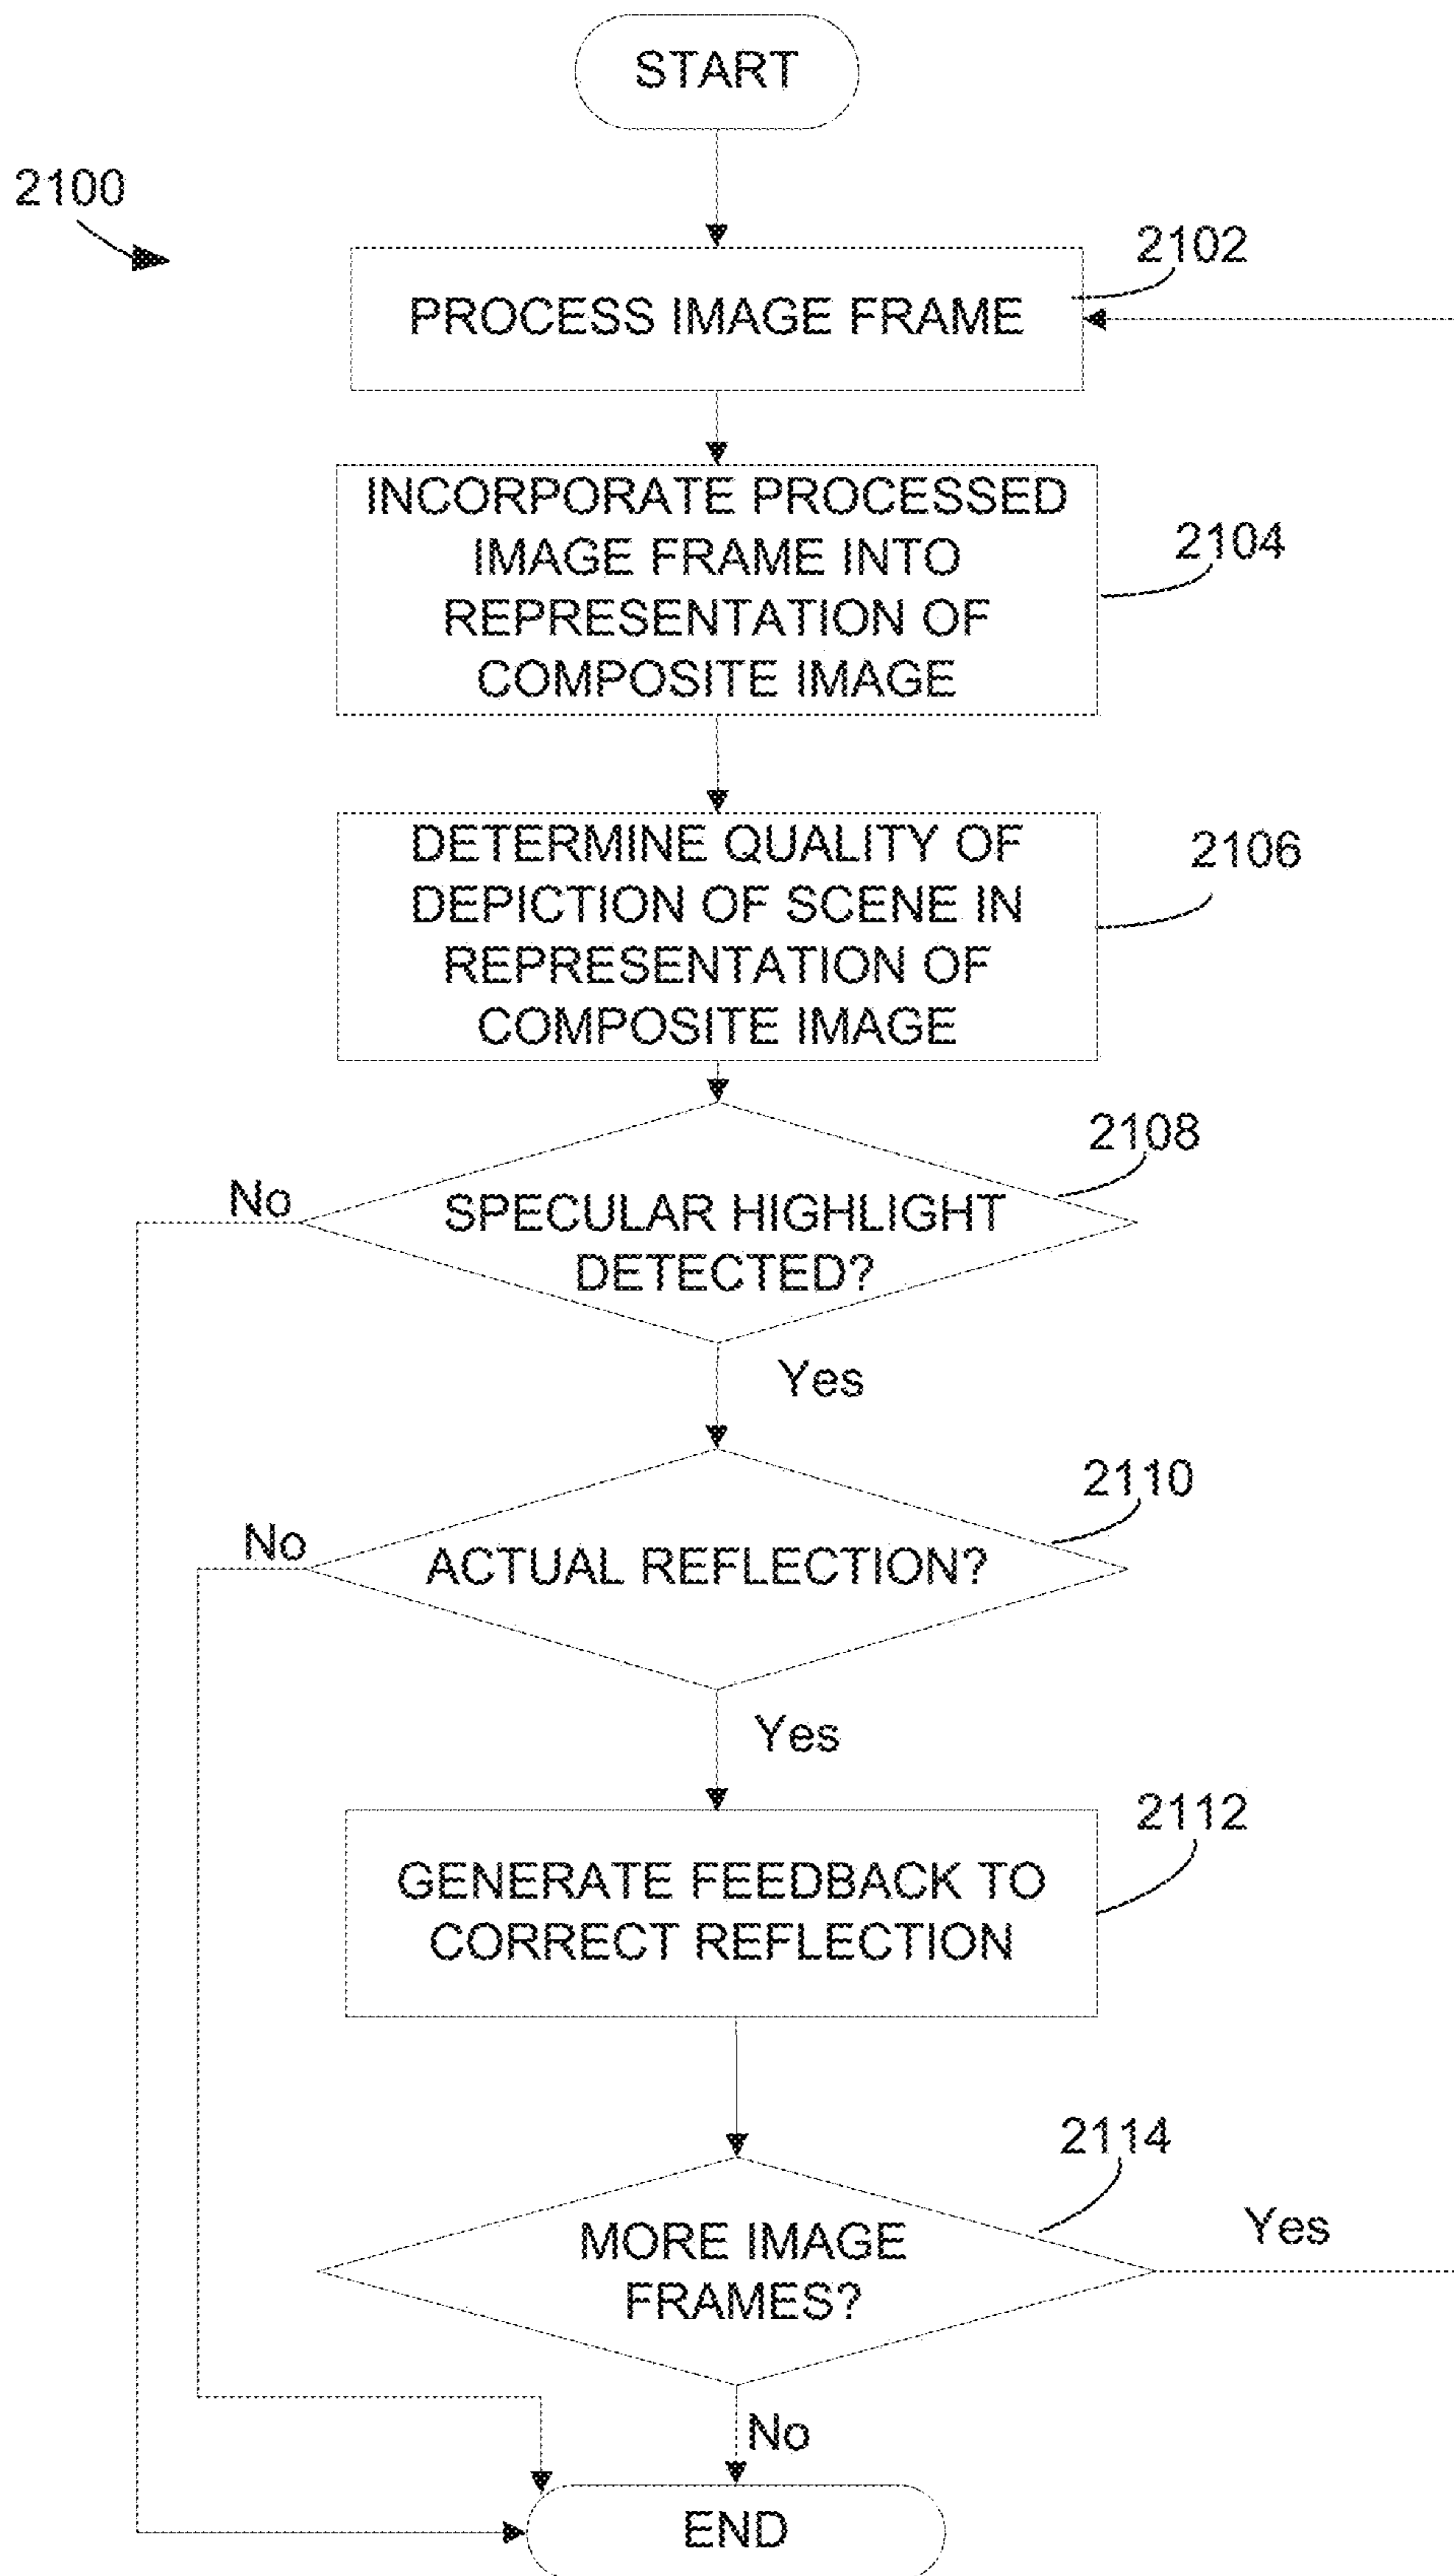 START
2100
2102
PROCESS IMAGE FRAME
INCORPORATE PROCESSED
IMAGE FRAME INTO
REPRESENTATION OF
COMPOSITE IMAGE
2104
DETERMINE QUALITY OF
DEPICTION OF SCENE IN
REPRESENTATION OF
COMPOSITE IMAGE
2106
2108
No
SPECULAR HIGHLIGHT
DETECTED?
Yes
2110
No
ACTUAL REFLECTION?
Yes
2112
GENERATE FEEDBACK TO
CORRECT REFLECTION
2114
MORE IMAGE
FRAMES?
Yes
No
END